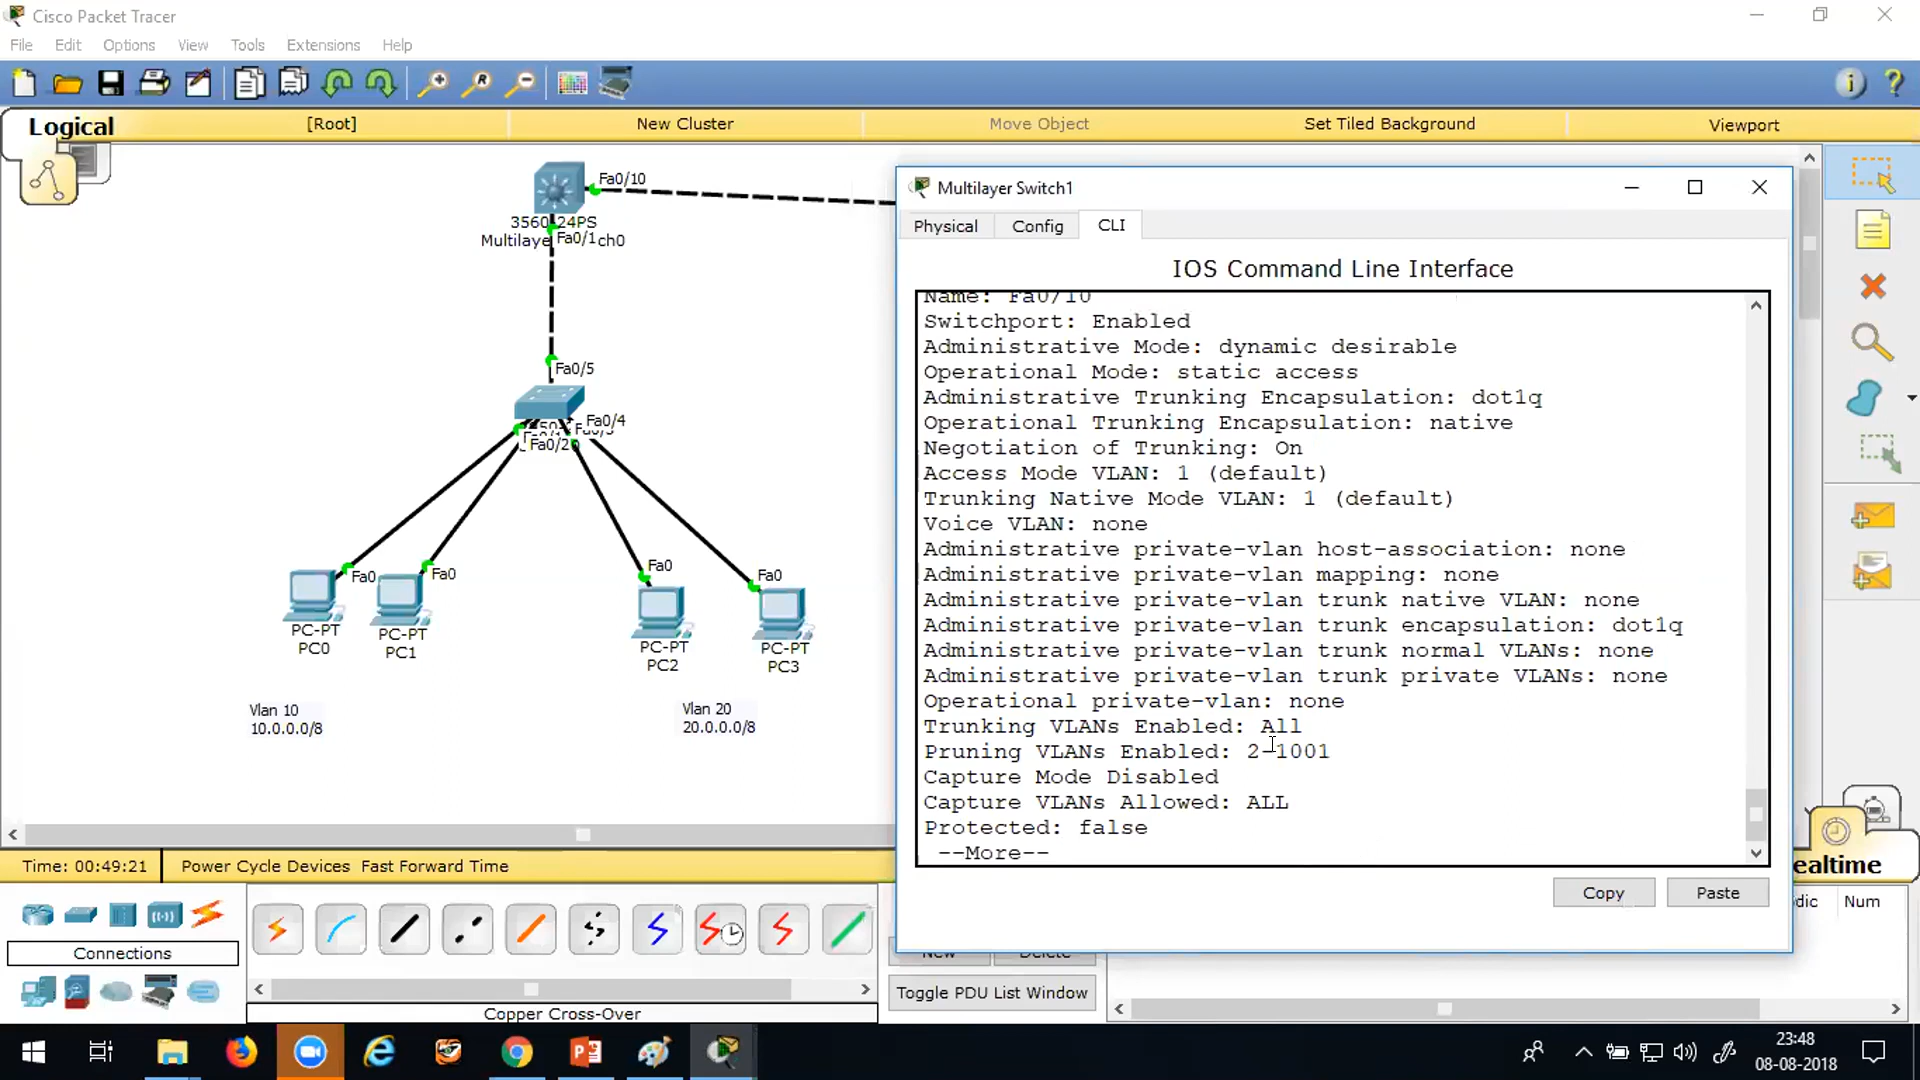 Cisco Packet Tracer
File Edit Options View Tools Extensions Help
Logical
[Root]
New Cluster
Move Object
Set Tiled Background
Viewport
Fa0/10
3560-24PS
Fa0/1
ch0
Fa0/5
Fa0/4
Fa0/2
Fa0
Fa0
Fa0
Fa0
PC-PT
PC0
PC-PT
PC1
PC-PT
PC2
PC-PT
PC3
Vlan 10
10.0.0.0/8
Vlan 20
20.0.0.0/8
Multilayer Switch1
Physical Config CLI
IOS Command Line Interface
Name: Fa0/10
Switchport: Enabled
Administrative Mode: dynamic desirable
Operational Mode: static access
Administrative Trunking Encapsulation: dot1q
Operational Trunking Encapsulation: native
Negotiation of Trunking: On
Access Mode VLAN: 1 (default)
Trunking Native Mode VLAN: 1 (default)
Voice VLAN: none
Administrative private-vlan host-association: none
Administrative private-vlan mapping: none
Administrative private-vlan trunk native VLAN: none
Administrative private-vlan trunk encapsulation: dot1q
Administrative private-vlan trunk normal VLANs: none
Administrative private-vlan trunk private VLANs: none
Operational private-vlan: none
Trunking VLANs Enabled: All
Pruning VLANs Enabled: 2-1001
Capture Mode Disabled
Capture VLANs Allowed: ALL
Protected: false
--More--
Copy
Paste
Time: 00:49:21
Power Cycle Devices Fast Forward Time
ealtime
dic
Num
Connections
New
Delete
Toggle PDU List Window
Copper Cross-Over
23:48
08-08-2018